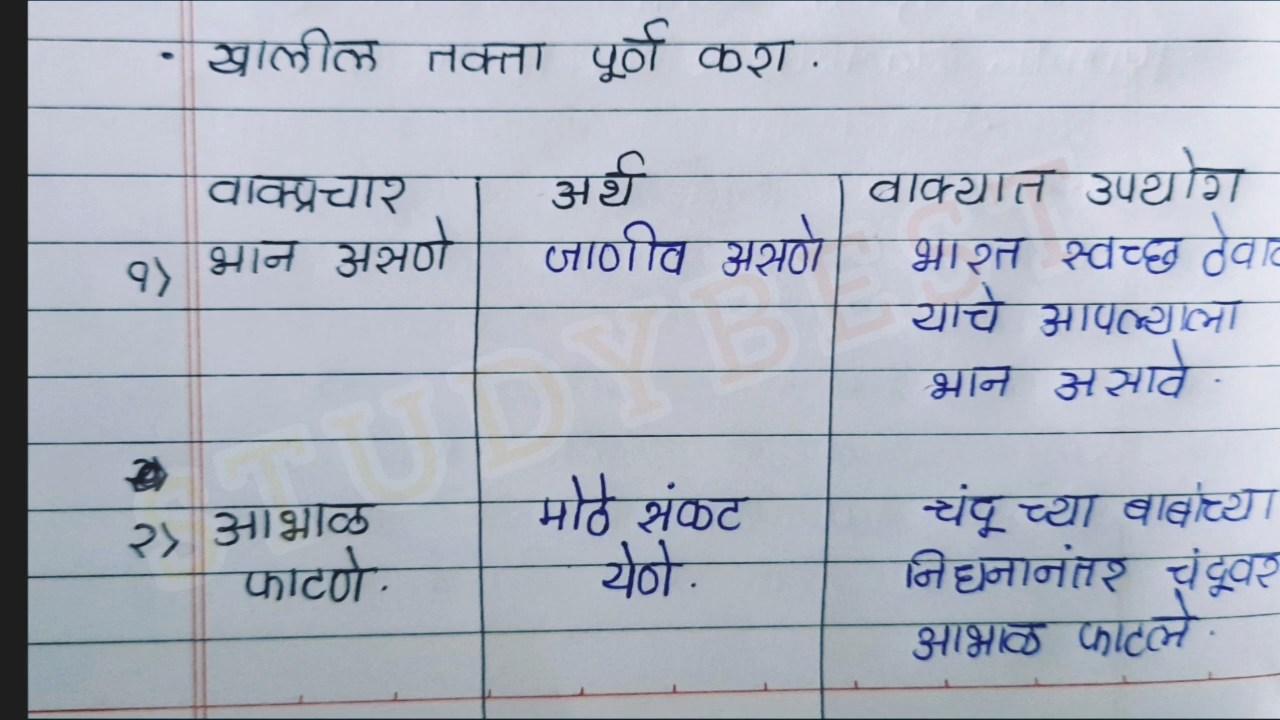 • खालील तक्ता पूर्ण करा.
वाक्प्रचार अर्थ वाक्यात उपयोग
१) भान असणे जाणीव असणे भारत स्वच्छ
याचे आपल्याला
भान असावे.
२) आभाळ मोठे संकट चंदू च्या बाबांच्या
फाटणे. येणे. निधनानंतर चंदूवर
आभाळ फाटले.
STUDYBEST